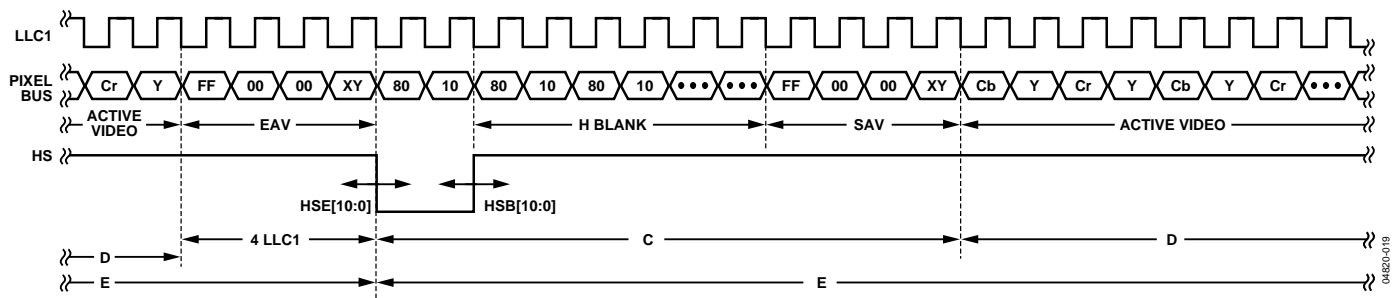 LLC1
PIXEL BUS Cr Y FF 00 00 XY 80 10 80 10 80 10 ••• ••• FF 00 00 XY Cb Y Cr Y Cb Y Cr •••
ACTIVE VIDEO EAV H BLANK SAV ACTIVE VIDEO
HS
HSE[10:0] HSB[10:0]
4 LLC1 C D
D
E E
04820-019